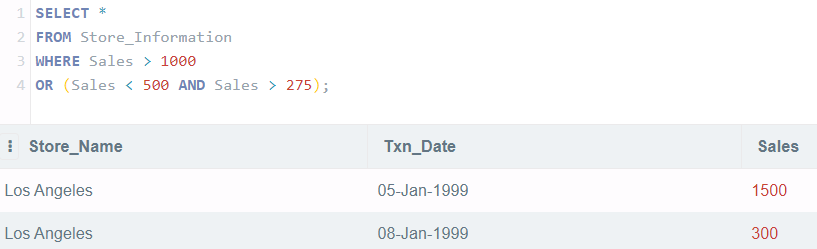 1 SELECT *
2 FROM Store_Information
3 WHERE Sales > 1000
4 OR (Sales < 500 AND Sales > 275);
Store_Name Txn_Date Sales
Los Angeles 05-Jan-1999 1500
Los Angeles 08-Jan-1999 300